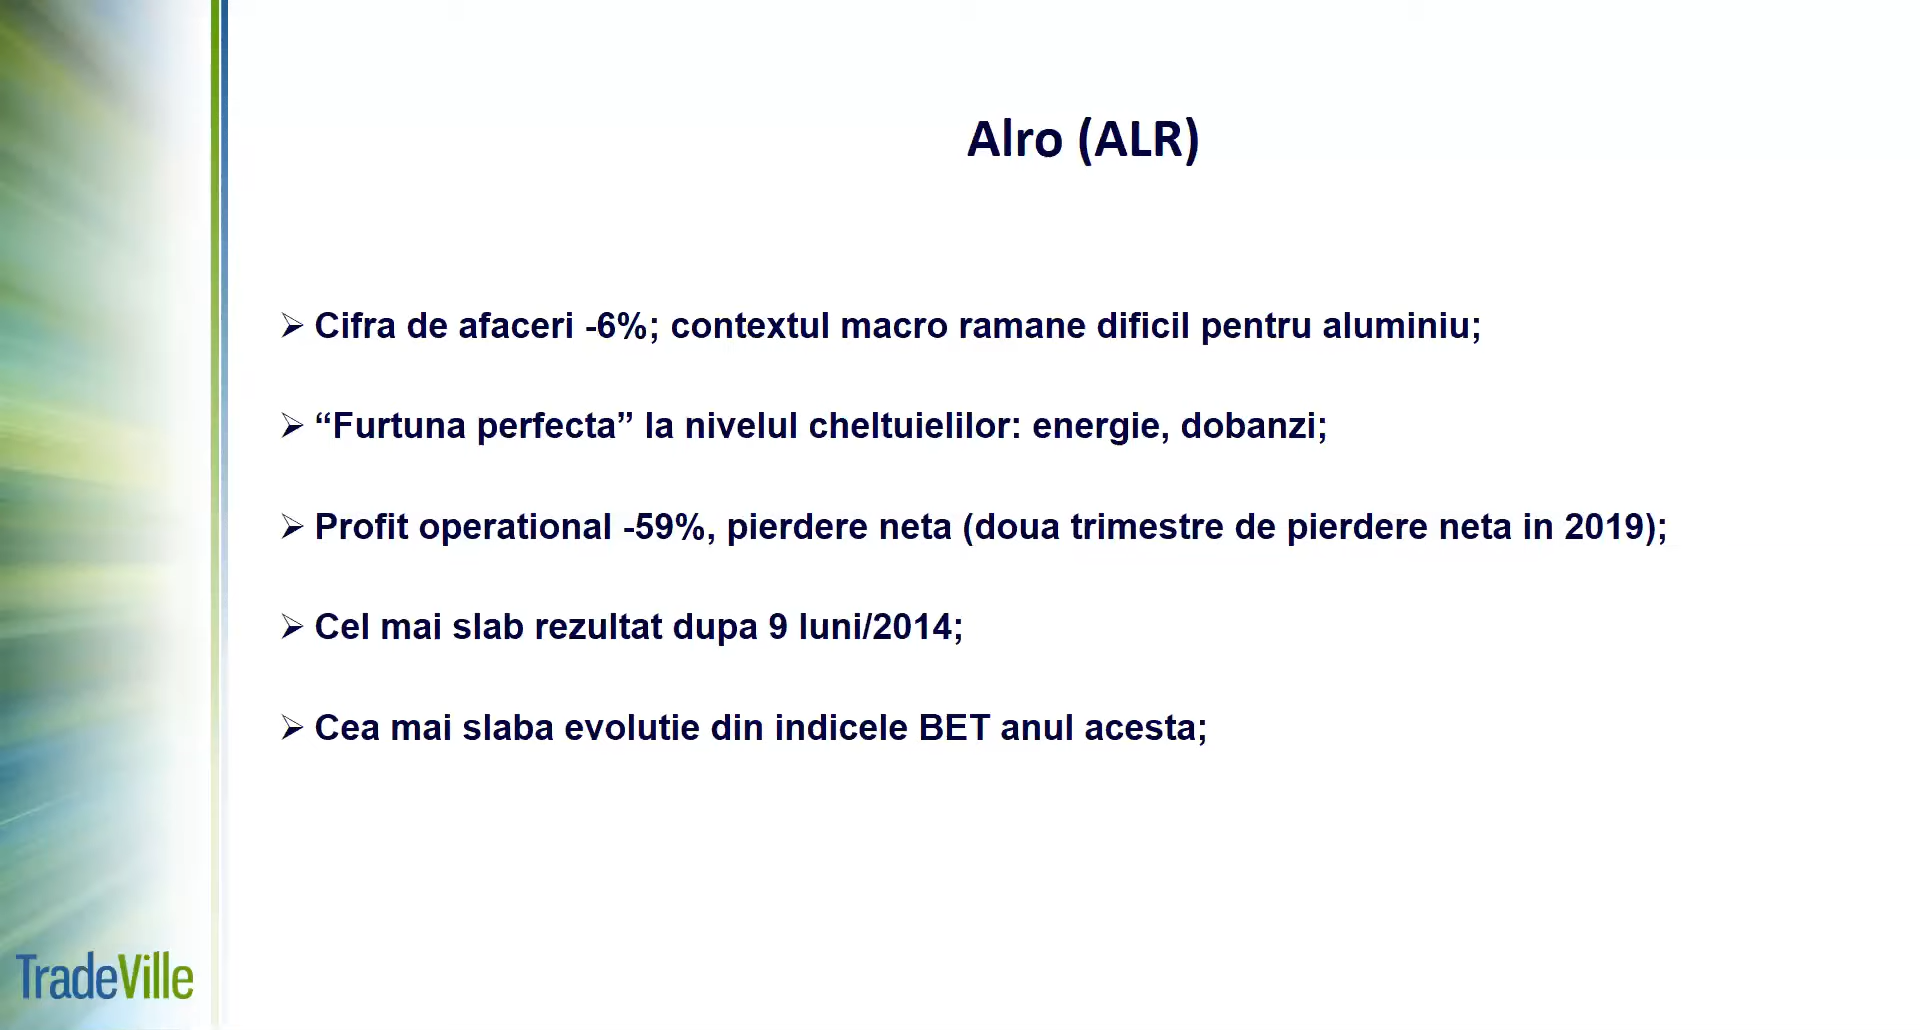 Alro (ALR)
➢ Cifra de afaceri -6%; contextul macro ramane dificil pentru aluminiu;
➢ “Furtuna perfecta” la nivelul cheltuielilor: energie, dobanzi;
➢ Profit operational -59%, pierdere neta (doua trimestre de pierdere neta in 2019);
➢ Cel mai slab rezultat dupa 9 luni/2014;
➢ Cea mai slaba evolutie din indicele BET anul acesta;
TradeVille